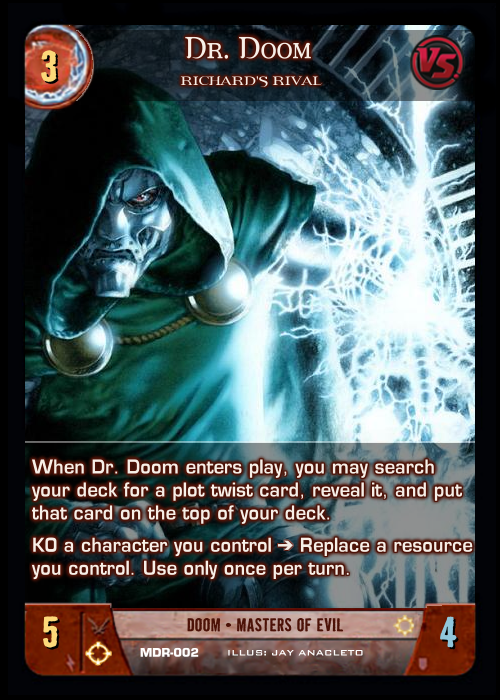 3
DR. DOOM
VS.
RICHARD'S RIVAL
When Dr. Doom enters play, you may search
your deck for a plot twist card, reveal it, and put
that card on the top of your deck.
KO a character you control ➔ Replace a resource
you control. Use only once per turn.
5
DOOM • MASTERS OF EVIL
4
MDR-002 ILLUS: JAY ANACLETO